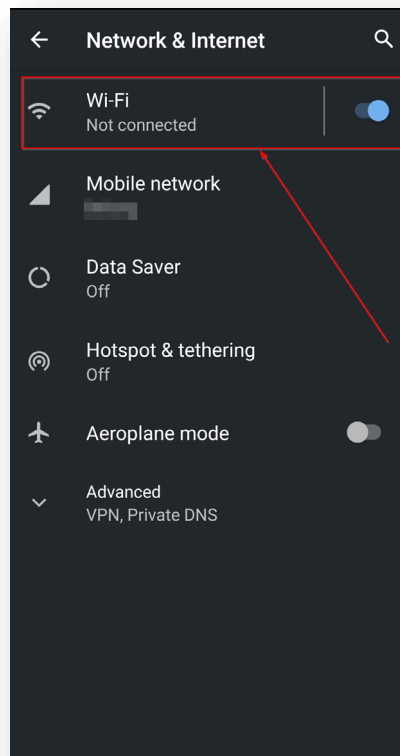 Network & Internet
Wi-Fi
Not connected
Mobile network
Data Saver
Off
Hotspot & tethering
Off
Aeroplane mode
Advanced
VPN, Private DNS